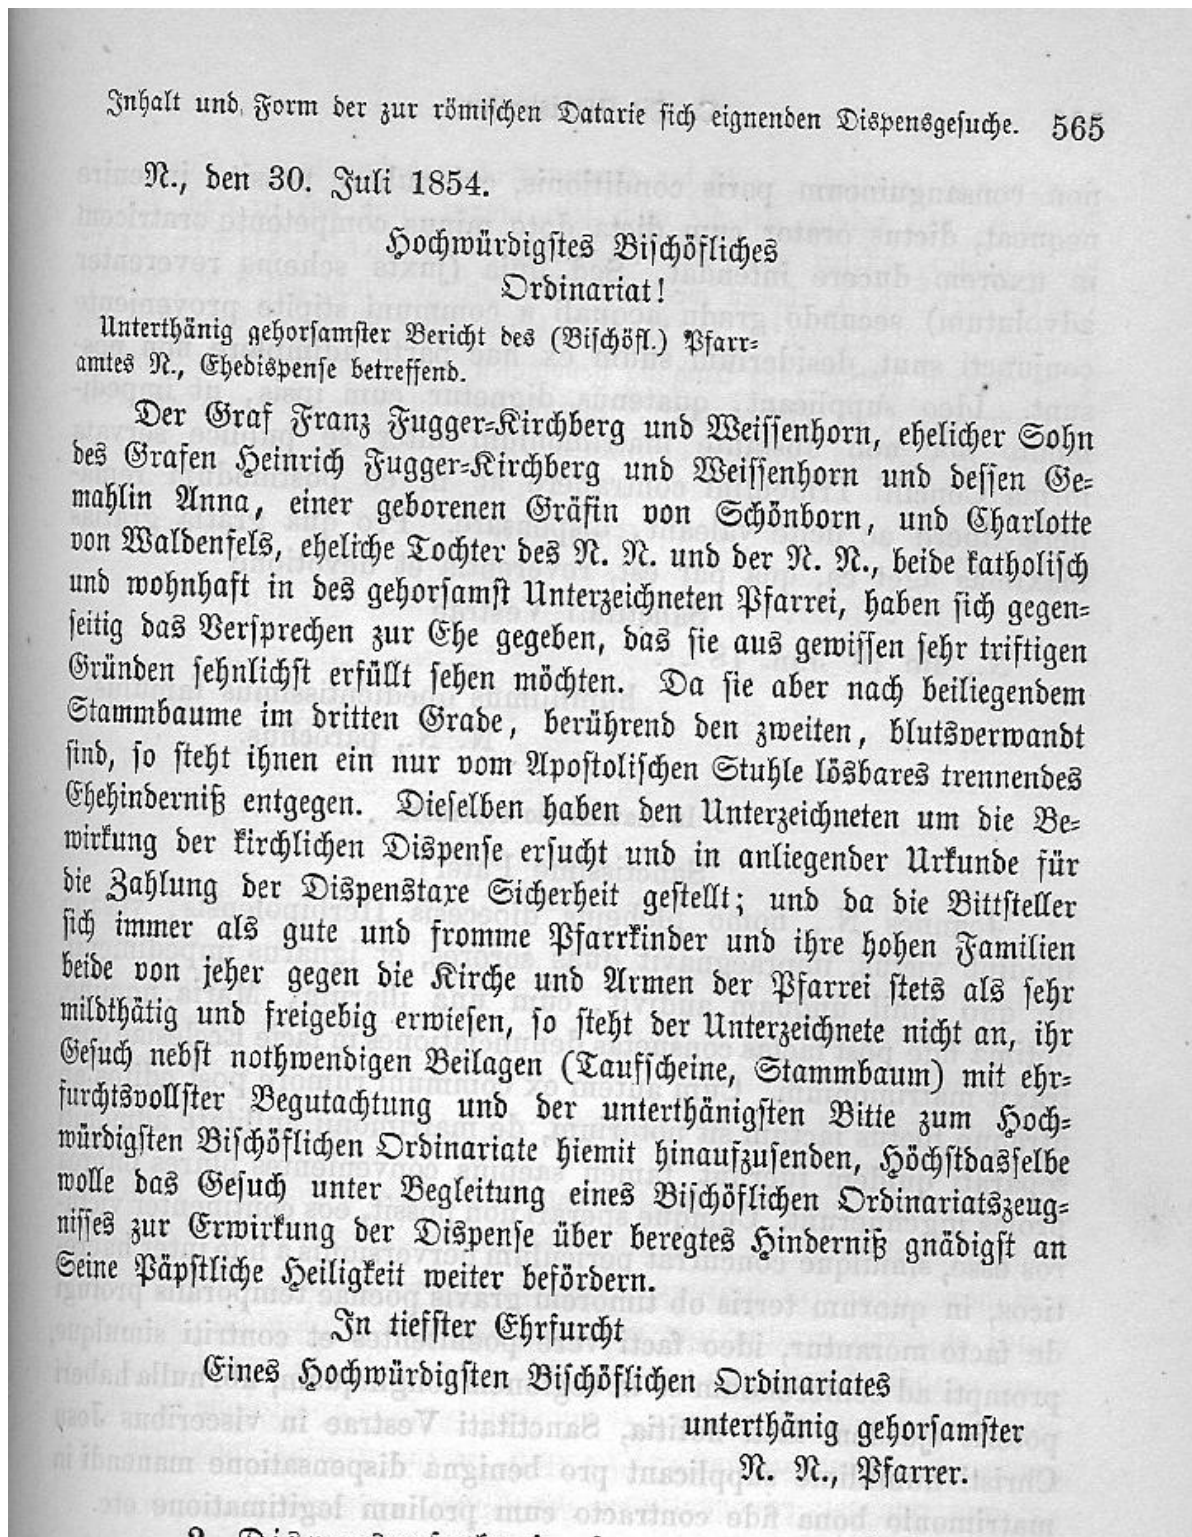 Inhalt und Form der zur römischen Datarie sich eignenden Dispensgesuche. 565
N., den 30. Juli 1854.
Hochwürdigstes Bischöfliches
Ordinariat!
Unterthänig gehorsamster Bericht des (Bischöfl.) Pfarr-
amtes N., Ehedispense betreffend.
Der Graf Franz Fugger-Kirchberg und Weissenhorn, ehelicher Sohn
des Grafen Heinrich Fugger-Kirchberg und Weissenhorn und dessen Ge-
mahlin Anna, einer geborenen Gräfin von Schönborn, und Charlotte
von Waldenfels, eheliche Tochter des N. N. und der N. N., beide katholisch
und wohnhaft in des gehorsamst Unterzeichneten Pfarrei, haben sich gegen-
seitig das Versprechen zur Ehe gegeben, das sie aus gewissen sehr triftigen
Gründen sehnlichst erfüllt sehen möchten. Da sie aber nach beiliegendem
Stammbaume im dritten Grade, berührend den zweiten, blutsverwandt
sind, so steht ihnen ein nur vom Apostolischen Stuhle lösbares trennendes
Ehehinderniß entgegen. Dieselben haben den Unterzeichneten um die Be-
wirkung der kirchlichen Dispense ersucht und in anliegender Urkunde für
die Zahlung der Dispenstaxe Sicherheit gestellt; und da die Bittsteller
sich immer als gute und fromme Pfarrkinder und ihre hohen Familien
beide von jeher gegen die Kirche und Armen der Pfarrei stets als sehr
mildthätig und freigebig erwiesen, so steht der Unterzeichnete nicht an, ihr
Gesuch nebst nothwendigen Beilagen (Taufscheine, Stammbaum) mit ehr-
furchtsvollster Begutachtung und der unterthänigsten Bitte zum Hoch-
würdigsten Bischöflichen Ordinariate hiemit hinaufzusenden, Höchstdasselbe
wolle das Gesuch unter Begleitung eines Bischöflichen Ordinariatszeug-
nisses zur Erwirkung der Dispense über beregtes Hinderniß gnädigst an
Seine Päpstliche Heiligkeit weiter befördern.
In tiefster Ehrfurcht
Eines Hochwürdigsten Bischöflichen Ordinariates
unterthänig gehorsamster
N. N., Pfarrer.